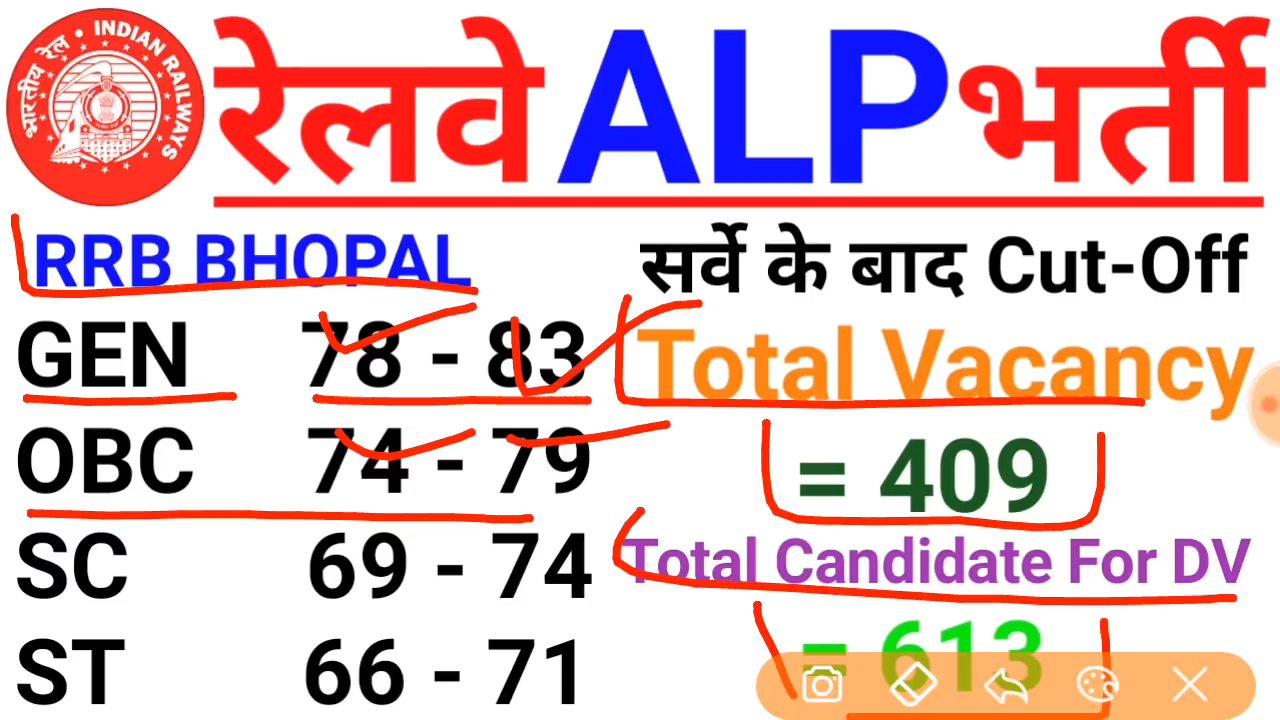 भारतीय रेल • INDIAN RAILWAYS
रेलवे ALP भर्ती
RRB BHOPAL
GEN 78 - 83
OBC 74 - 79
SC 69 - 74
ST 66 - 71
सर्वे के बाद Cut-Off
Total Vacancy
= 409
Total Candidate For DV
= 613